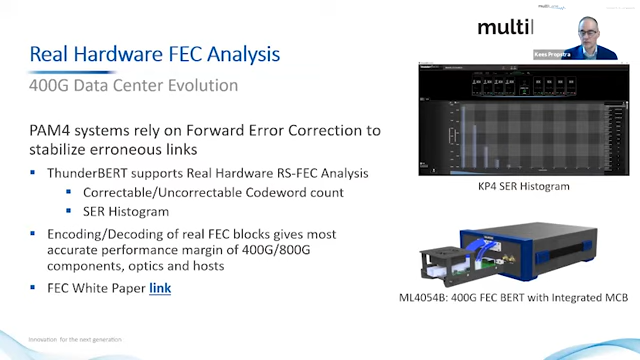 multi
Kees Propstra
Real Hardware FEC Analysis
400G Data Center Evolution
PAM4 systems rely on Forward Error Correction to
stabilize erroneous links
ThunderBERT supports Real Hardware RS-FEC Analysis
Correctable/Uncorrectable Codeword count
SER Histogram
Encoding/Decoding of real FEC blocks gives most
accurate performance margin of 400G/800G
components, optics and hosts
FEC White Paper link
KP4 SER Histogram
ML4054B: 400G FEC BERT with Integrated MCB
Innovation for the next generation